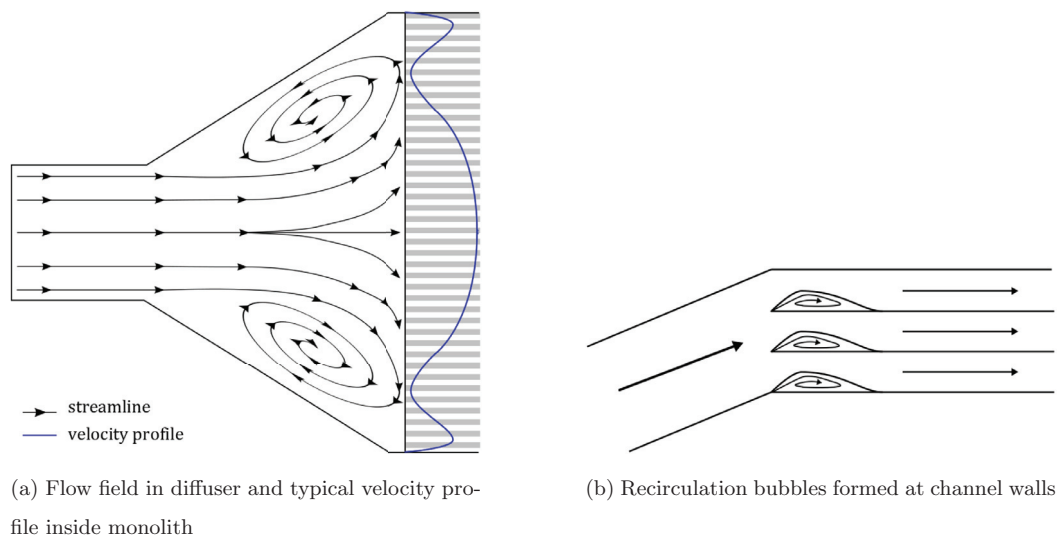 streamline
velocity profile
(a) Flow field in diffuser and typical velocity pro-
file inside monolith
(b) Recirculation bubbles formed at channel walls